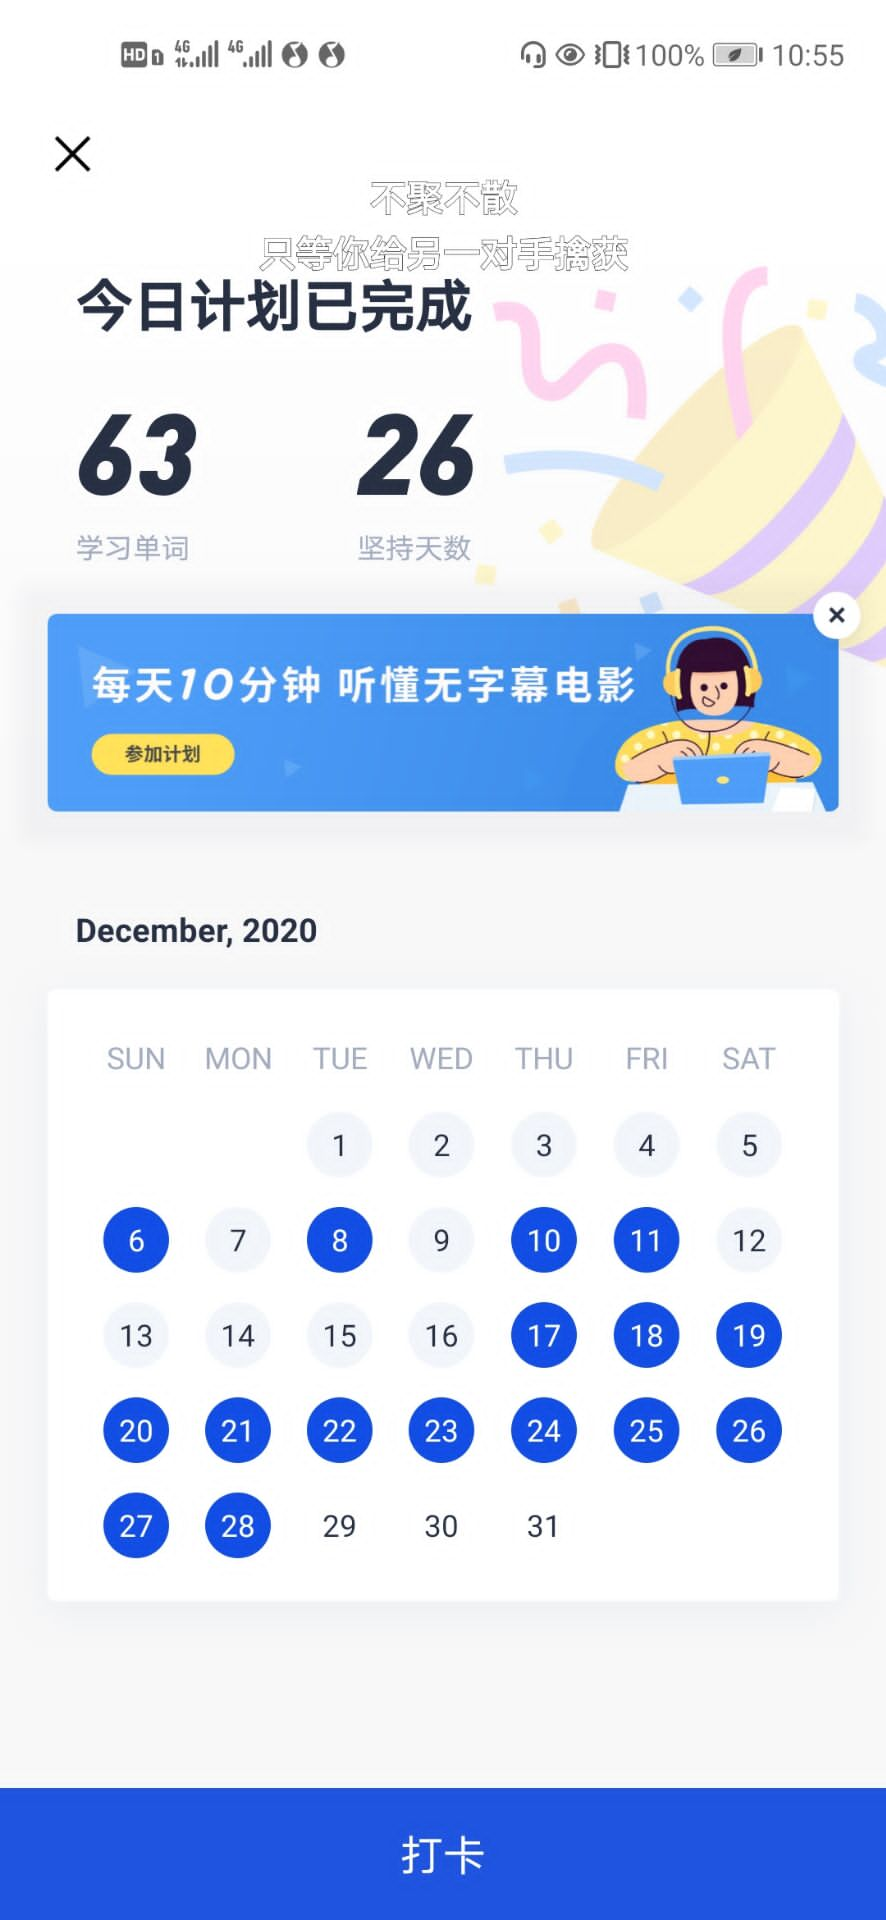 HD 1 4G 4G 100% 10:55
不聚不散
只等你给另一对手擒获
今日计划已完成
63 26
学习单词 坚持天数
每天10分钟 听懂无字幕电影
参加计划
December, 2020
SUN MON TUE WED THU FRI SAT
1 2 3 4 5
6 7 8 9 10 11 12
13 14 15 16 17 18 19
20 21 22 23 24 25 26
27 28 29 30 31
打卡